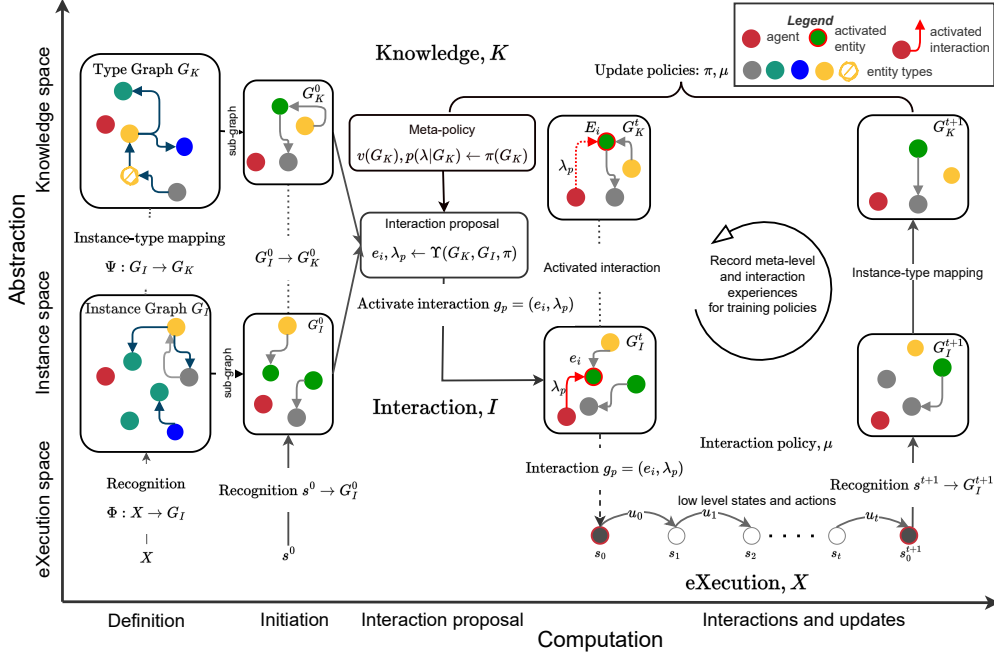 Legend
agent
activated
entity
activated
interaction
entity types
Knowledge, K
Update policies: π, μ
Type Graph G_K
sub-graph
G_K^0
Meta-policy
v(G_K), p(λ|G_K) ← π(G_K)
E_i
G_K^t
λ_p
G_K^{t+1}
Instance-type mapping
Ψ : G_I → G_K
G_I^0 → G_K^0
Interaction proposal
e_i, λ_p ← Υ(G_K, G_I, π)
Activated interaction
Record meta-level
and interaction
experiences
for training policies
Instance-type mapping
Instance Graph G_I
sub-graph
G_I^0
Activate interaction g_p = (e_i, λ_p)
G_I^t
e_i
λ_p
G_I^{t+1}
Interaction, I
Interaction policy, μ
Recognition
Φ : X → G_I
X
Recognition s^0 → G_I^0
s^0
Interaction g_p = (e_i, λ_p)
Recognition s^{t+1} → G_I^{t+1}
low level states and actions
u_0
u_1
u_t
s_0
s_1
s_2
s_t
s_0^{t+1}
eXecution, X
Abstraction
Knowledge space
Instance space
eXecution space
Definition
Initiation
Interaction proposal
Interactions and updates
Computation